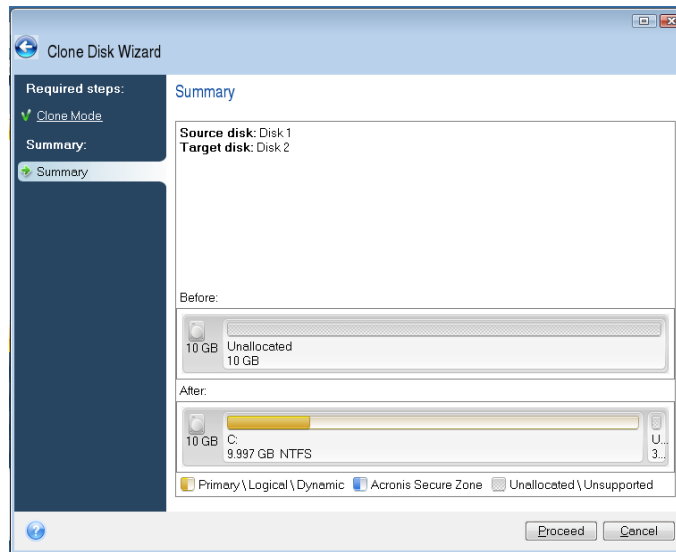 Clone Disk Wizard
Required steps:
Clone Mode
Summary:
Summary
Summary
Source disk: Disk 1
Target disk: Disk 2
Before:
10 GB
Unallocated
10 GB
After:
10 GB
C:
9.997 GB NTFS
U...
3...
Primary \ Logical \ Dynamic
Acronis Secure Zone
Unallocated \ Unsupported
?
Proceed
Cancel